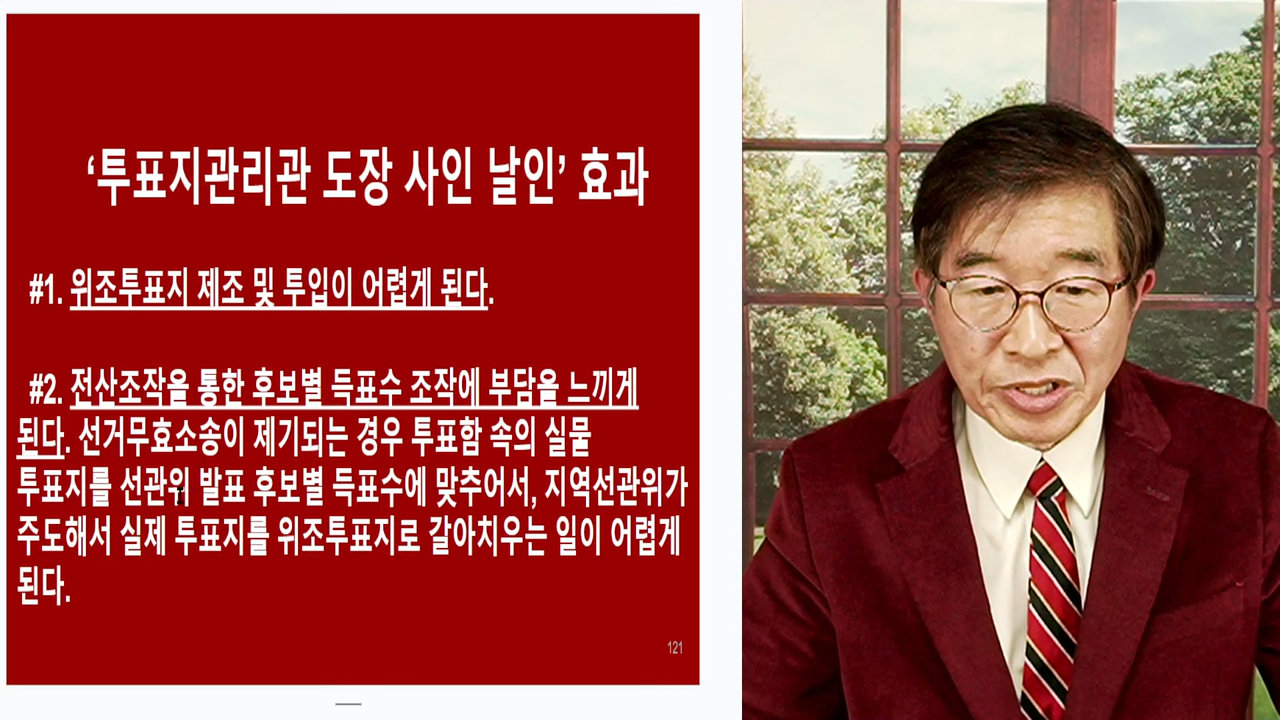 ‘투표지관리관 도장 사인 날인’ 효과
#1. 위조투표지 제조 및 투입이 어렵게 된다.
#2. 전산조작을 통한 후보별 득표수 조작에 부담을 느끼게
된다. 선거무효소송이 제기되는 경우 투표함 속의 실물
투표지를 선관위 발표 후보별 득표수에 맞추어서, 지역선관위가
주도해서 실제 투표지를 위조투표지로 갈아치우는 일이 어렵게
된다.
121